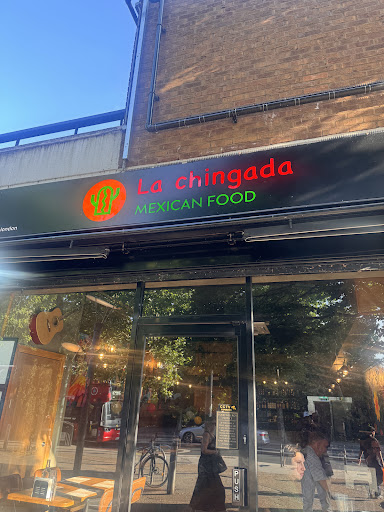 La chingada
MEXICAN FOOD
london
PUSH